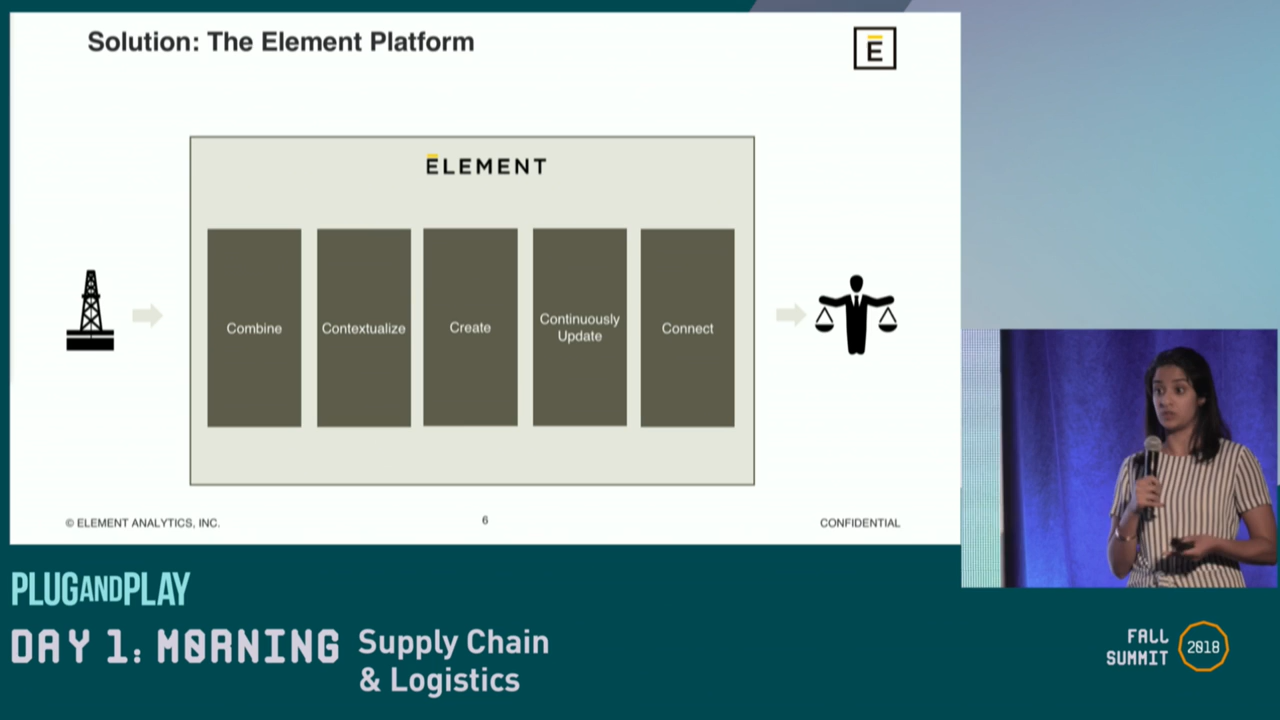 Solution: The Element Platform
E
ELEMENT
Combine
Contextualize
Create
Continuously
Update
Connect
© ELEMENT ANALYTICS, INC.
6
CONFIDENTIAL
PLUGANDPLAY
DAY 1: MORNING
Supply Chain
& Logistics
FALL
SUMMIT
2018